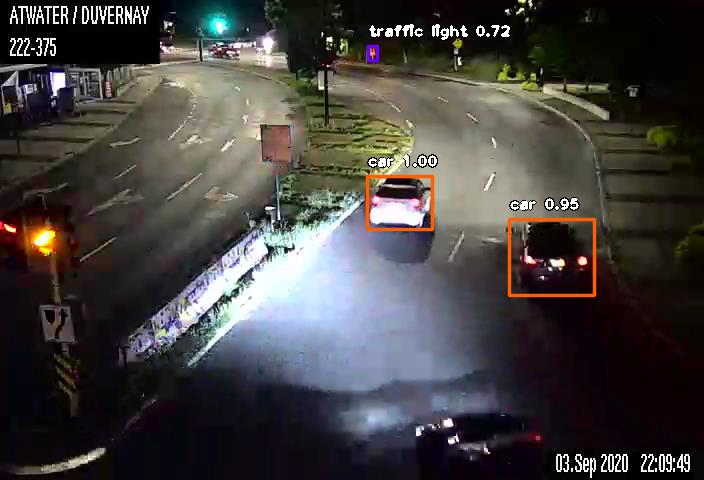 ATWATER / DUVERNAY
222-375
traffic light 0.72
car 1.00
car 0.95
03.Sep 2020 22:09:49